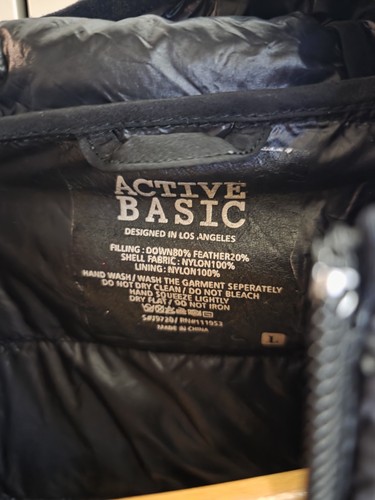 ACTIVE
BASIC
DESIGNED IN LOS ANGELES
FILLING : DOWN80% FEATHER20%
SHELL FABRIC : NYLON100%
LINING : NYLON100%
HAND WASH / WASH THE GARMENT SEPERATELY
DO NOT DRY CLEAN / DO NOT BLEACH
HAND SQUEEZE LIGHTLY
DRY FLAT / DO NOT IRON
RN#111953
MADE IN CHINA
L